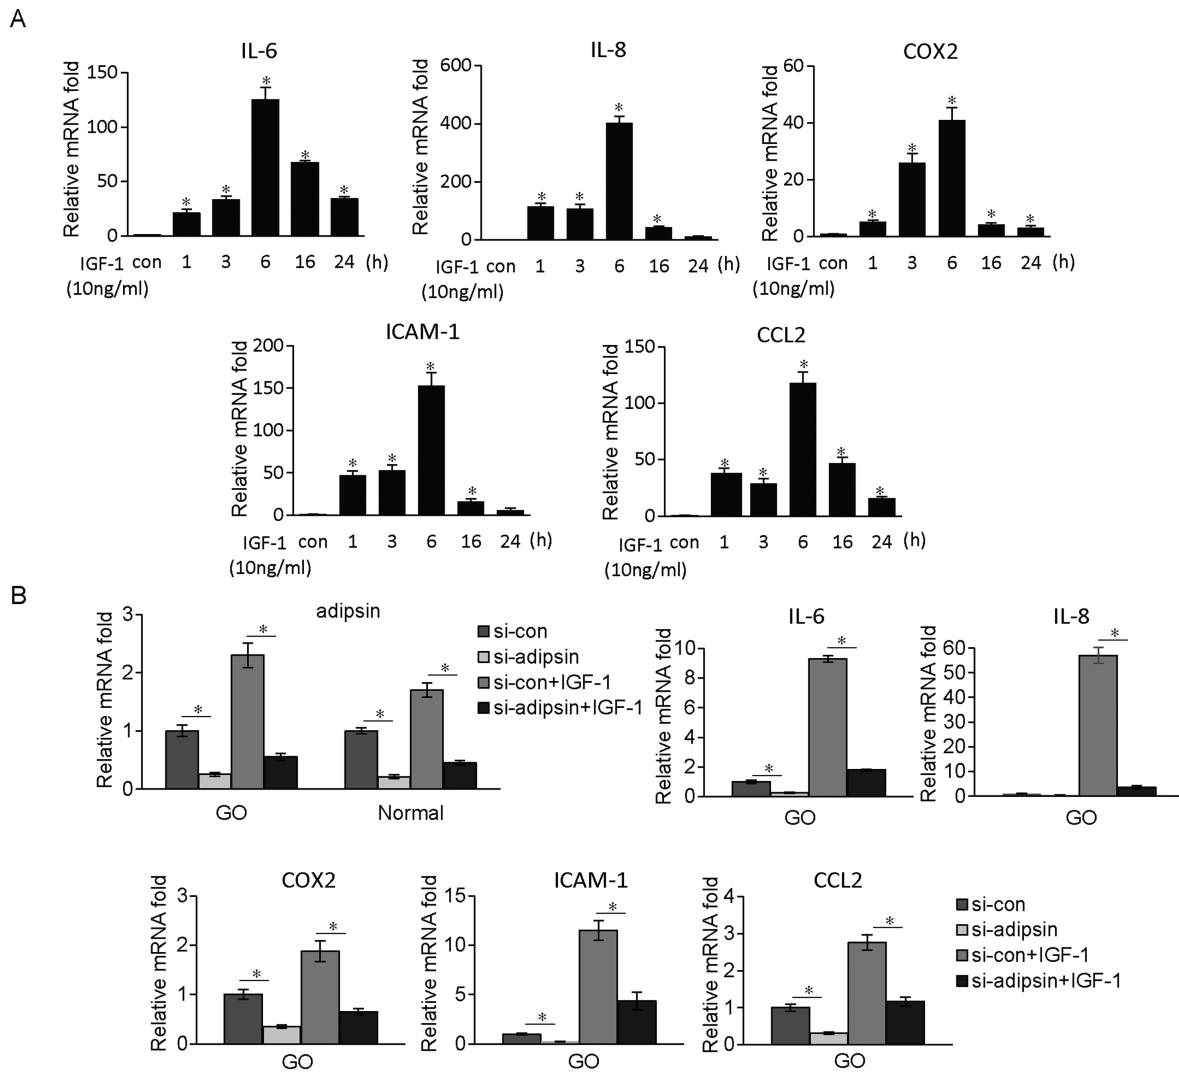 A
IL-6
Relative mRNA fold
150
100
50
0
* * * * *
IGF-1 con 1 3 6 16 24 (h)
(10ng/ml)
IL-8
Relative mRNA fold
600
400
200
0
* * * *
IGF-1 con 1 3 6 16 24 (h)
(10ng/ml)
COX2
Relative mRNA fold
60
40
20
0
* * * * *
IGF-1 con 1 3 6 16 24 (h)
(10ng/ml)
ICAM-1
Relative mRNA fold
200
150
100
50
0
* * * *
IGF-1 con 1 3 6 16 24 (h)
(10ng/ml)
CCL2
Relative mRNA fold
150
100
50
0
* * * * *
IGF-1 con 1 3 6 16 24 (h)
(10ng/ml)
B
adipsin
Relative mRNA fold
3
2
1
0
* * * *
GO Normal
si-con
si-adipsin
si-con+IGF-1
si-adipsin+IGF-1
IL-6
Relative mRNA fold
10
8
6
4
2
0
* *
GO
IL-8
Relative mRNA fold
60
50
40
30
20
10
0
*
GO
COX2
Relative mRNA fold
3
2
1
0
* *
GO
ICAM-1
Relative mRNA fold
15
10
5
0
* *
GO
CCL2
Relative mRNA fold
4
3
2
1
0
* *
GO
si-con
si-adipsin
si-con+IGF-1
si-adipsin+IGF-1